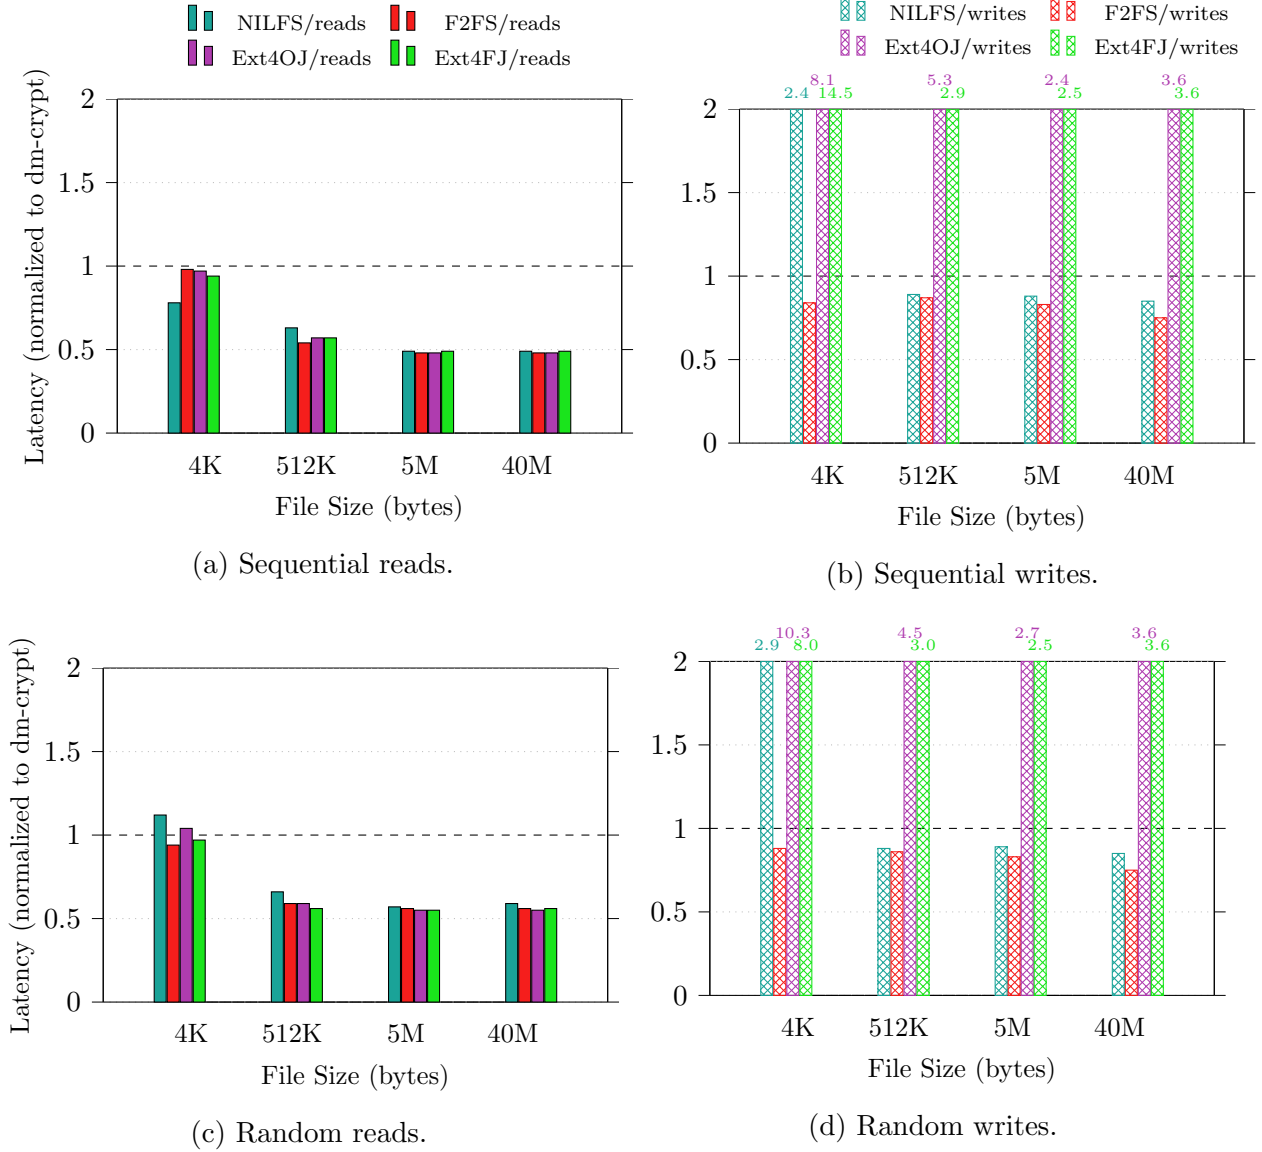 NILFS/reads F2FS/reads
Ext4OJ/reads Ext4FJ/reads
Latency (normalized to dm-crypt)
2
1.5
1
0.5
0
4K 512K 5M 40M
File Size (bytes)
(a) Sequential reads.
NILFS/writes F2FS/writes
Ext4OJ/writes Ext4FJ/writes
8.1 5.3 2.4 3.6
2.4 14.5 2.9 2.5 3.6
2
1.5
1
0.5
0
4K 512K 5M 40M
File Size (bytes)
(b) Sequential writes.
Latency (normalized to dm-crypt)
2
1.5
1
0.5
0
4K 512K 5M 40M
File Size (bytes)
(c) Random reads.
10.3 4.5 2.7 3.6
2.9 8.0 3.0 2.5 3.6
2
1.5
1
0.5
0
4K 512K 5M 40M
File Size (bytes)
(d) Random writes.